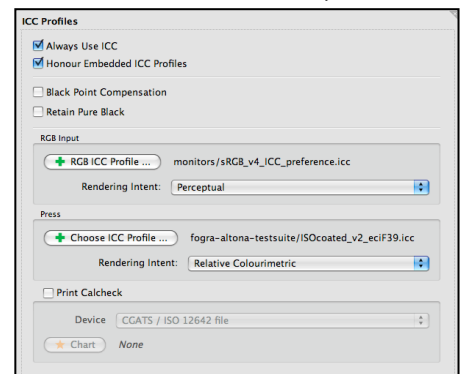 ICC Profiles
Always Use ICC
Honour Embedded ICC Profiles
Black Point Compensation
Retain Pure Black
RGB Input
RGB ICC Profile ... monitors/sRGB_v4_ICC_preference.icc
Rendering Intent: Perceptual
Press
Choose ICC Profile ... fogra-altona-testsuite/ISOcoated_v2_eciF39.icc
Rendering Intent: Relative Colourimetric
Print Calcheck
Device CGATS / ISO 12642 file
Chart None